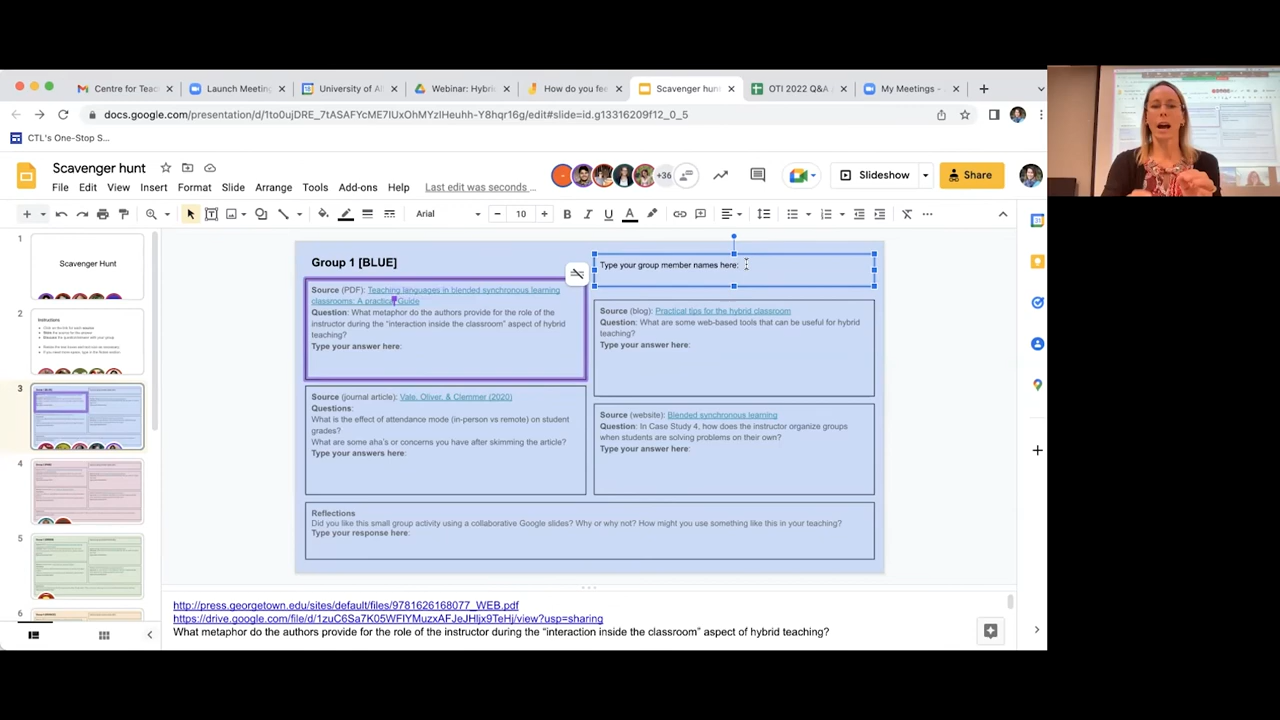 Centre for Teac
Launch Meeting
University of Al
Webinar: Hybri
How do you fee
Scavenger hunt
OTI 2022 Q&A
My Meetings -
docs.google.com/presentation/d/1to0ujDRE_7tASAFYcME7IUxOhMYzIHeuhh-Y8hqr16g/edit#slide=id.g13316209f12_0_5
CTL's One-Stop S...
Scavenger hunt
+36
Slideshow
Share
File Edit View Insert Format Slide Arrange Tools Add-ons Help Last edit was seconds ...
Arial
10
B I U A
1
Scavenger Hunt
2
Instructions
3
4
5
6
Group 1 [BLUE]
Type your group member names here:
Source (PDF): Teaching languages in blended synchronous learning
classrooms: A practical Guide
Question: What metaphor do the authors provide for the role of the
instructor during the "interaction inside the classroom" aspect of hybrid
teaching?
Type your answer here:
Source (blog): Practical tips for the hybrid classroom
Question: What are some web-based tools that can be useful for hybrid
teaching?
Type your answer here:
Source (journal article): Vale, Oliver, & Clemmer (2020)
Questions:
What is the effect of attendance mode (in-person vs remote) on student
grades?
What are some aha's or concerns you have after skimming the article?
Type your answers here:
Source (website): Blended synchronous learning
Question: In Case Study 4, how does the instructor organize groups
when students are solving problems on their own?
Type your answer here:
Reflections
Did you like this small group activity using a collaborative Google slides? Why or why not? How might you use something like this in your teaching?
Type your response here:
http://press.georgetown.edu/sites/default/files/9781626168077_WEB.pdf
https://drive.google.com/file/d/1zuC6Sa7K05WFIYMuzxAFJeJHljx9TeHj/view?usp=sharing
What metaphor do the authors provide for the role of the instructor during the "interaction inside the classroom" aspect of hybrid teaching?